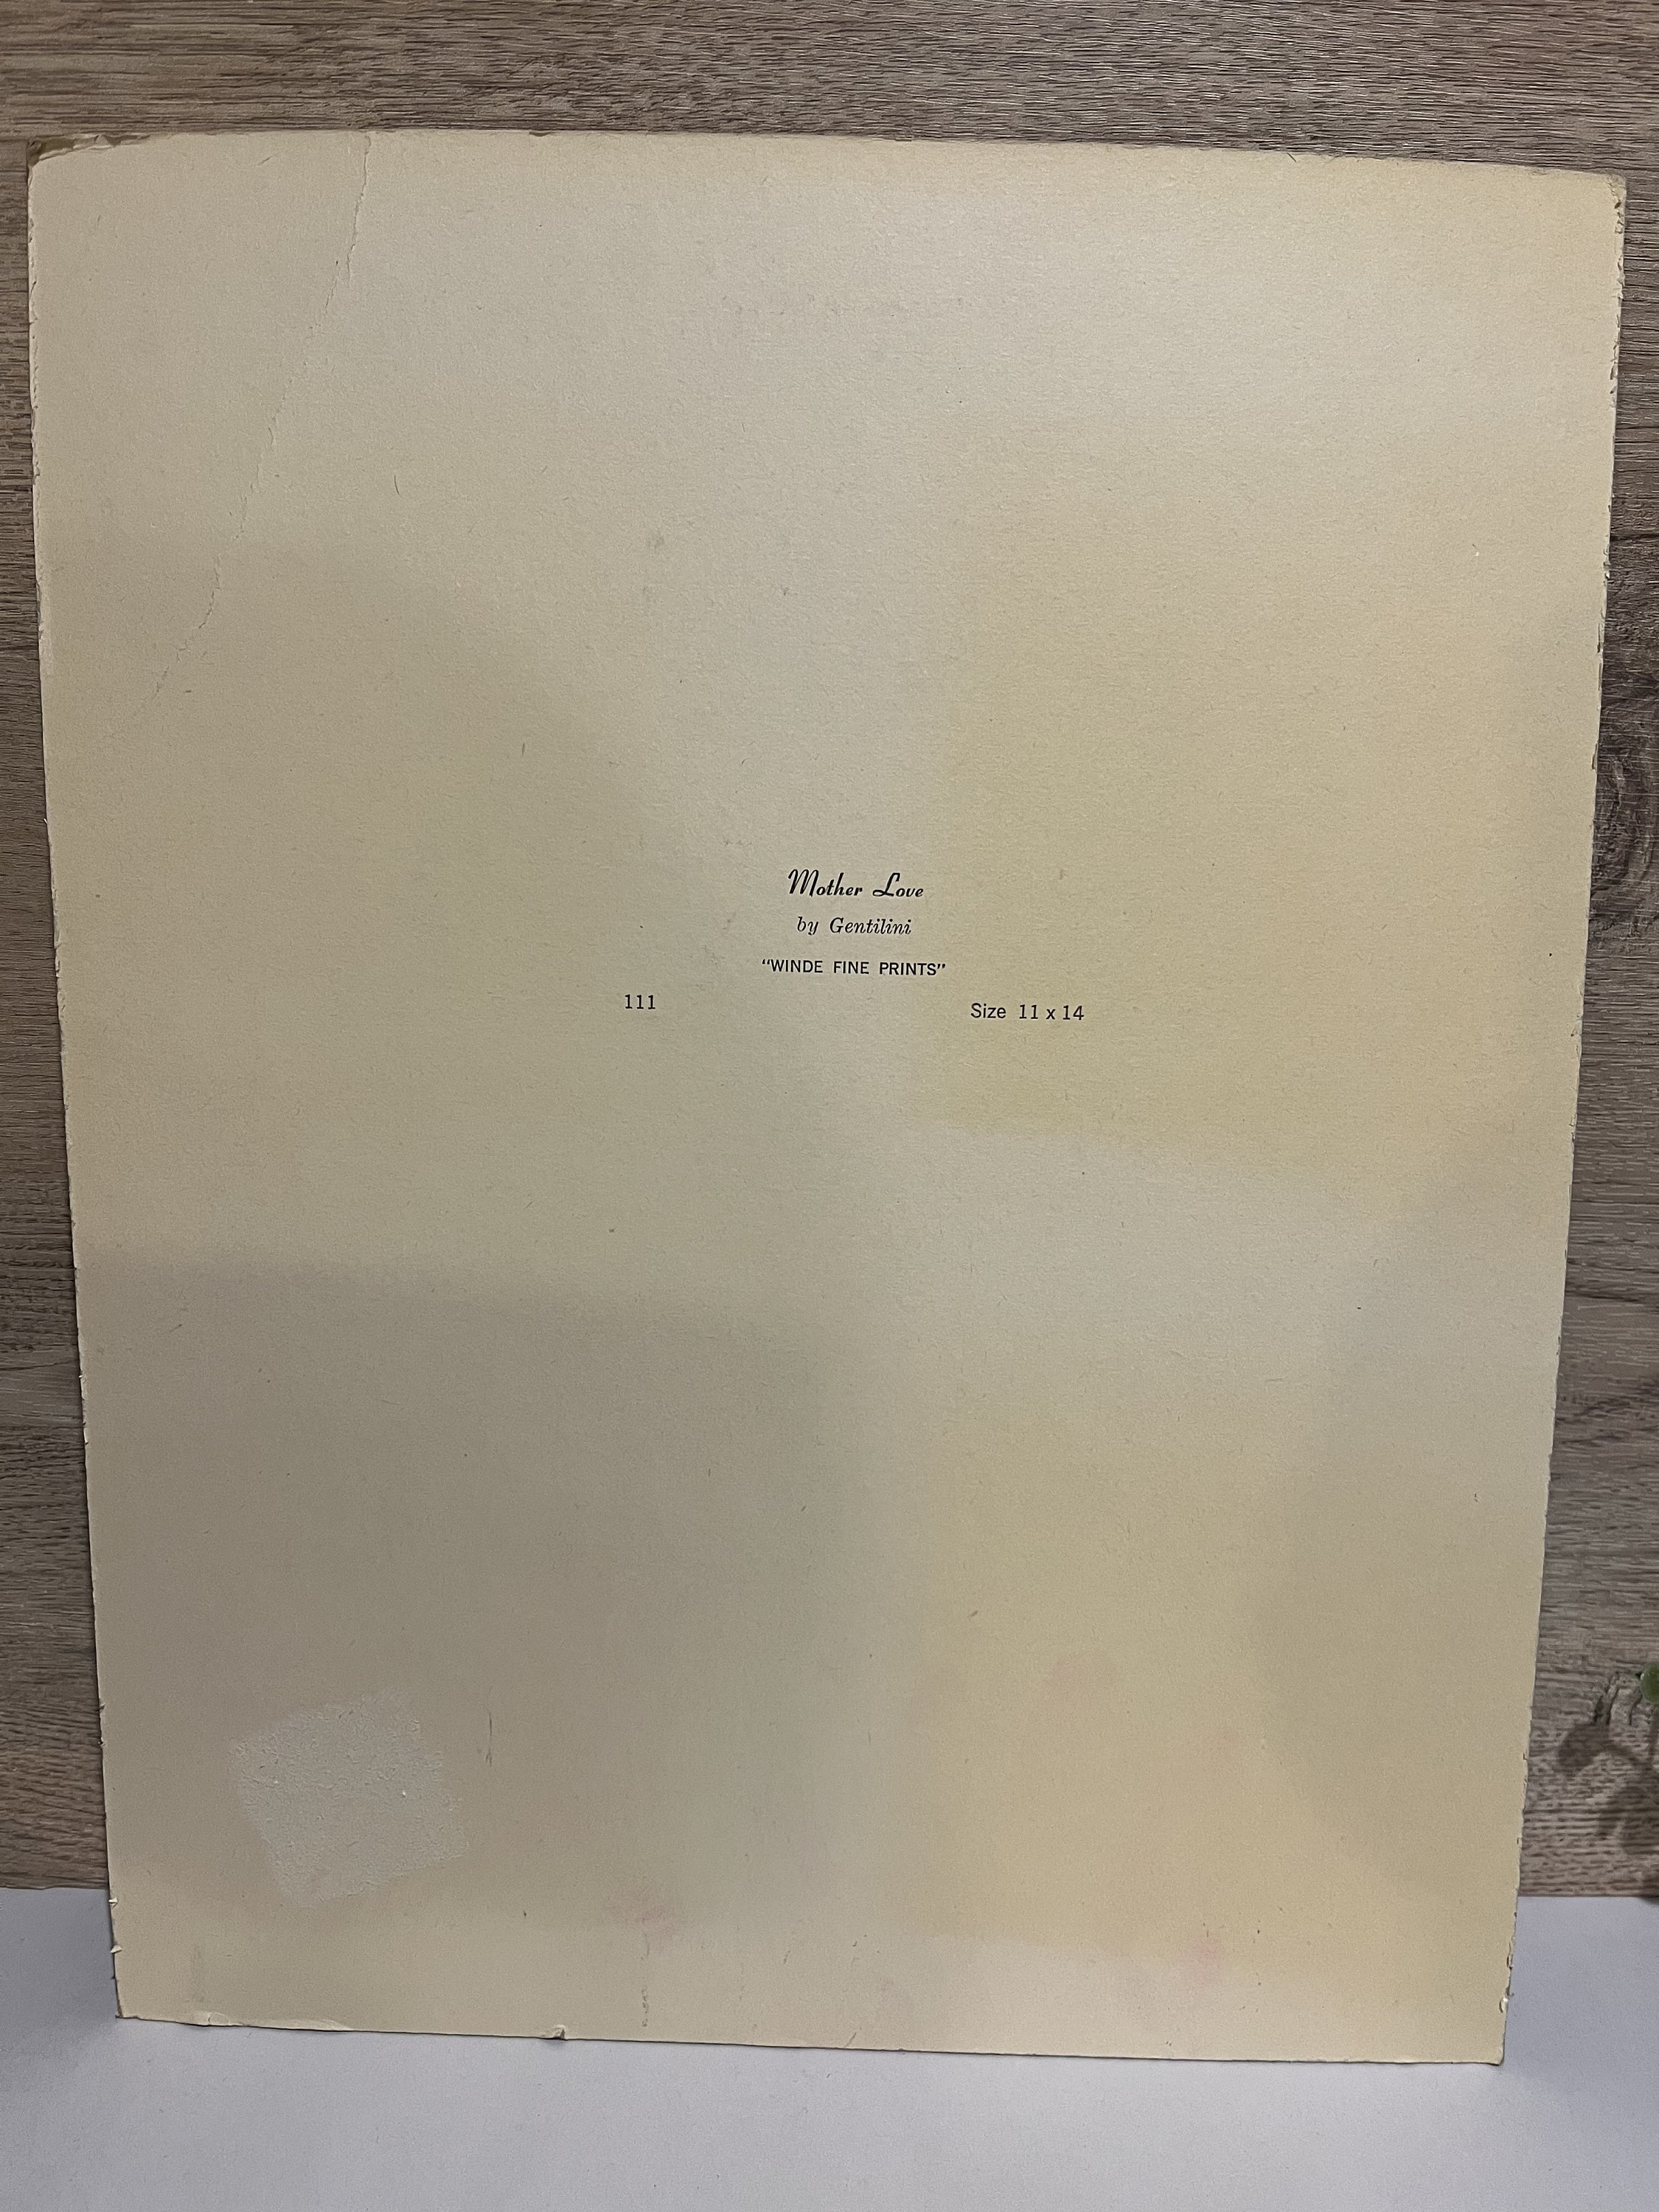 Mother Love
by Gentilini
“WINDE FINE PRINTS”
111 Size 11 x 14